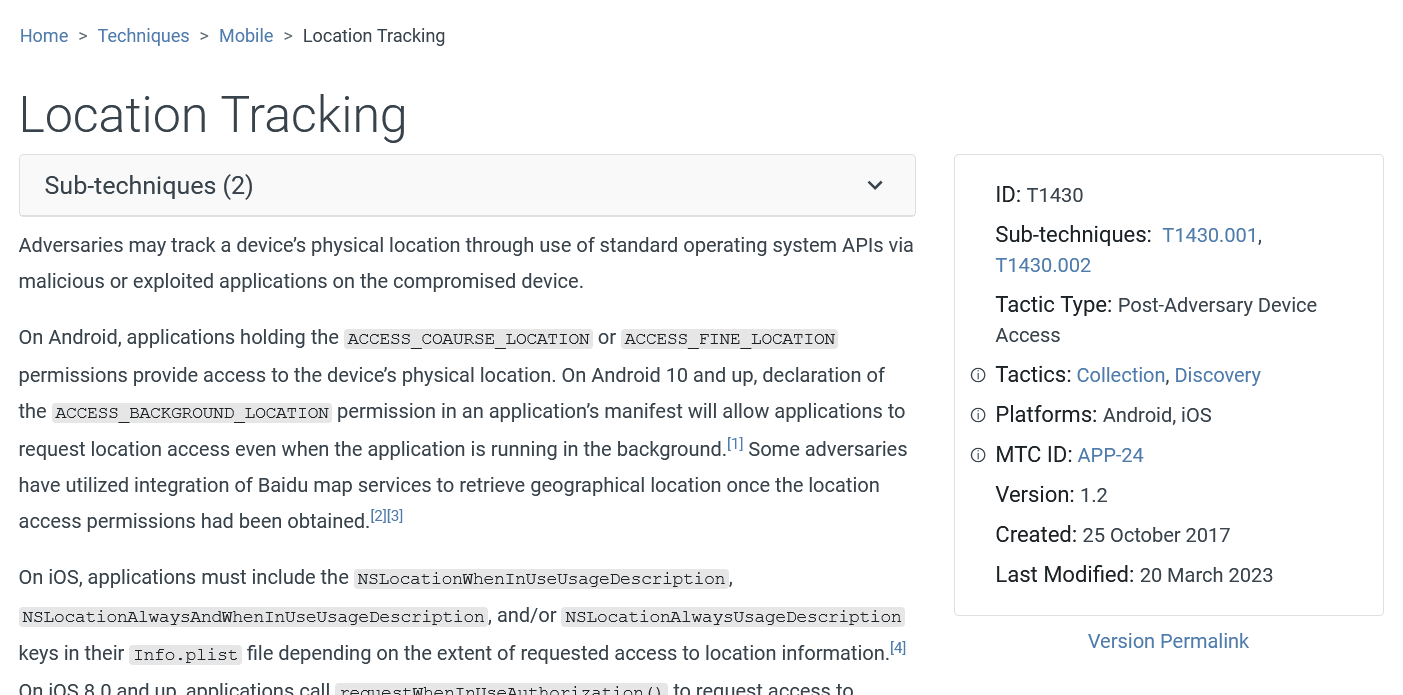 Home > Techniques > Mobile > Location Tracking
Location Tracking
Sub-techniques (2)
Adversaries may track a device’s physical location through use of standard operating system APIs via
malicious or exploited applications on the compromised device.
On Android, applications holding the ACCESS_COAURSE_LOCATION or ACCESS_FINE_LOCATION
permissions provide access to the device’s physical location. On Android 10 and up, declaration of
the ACCESS_BACKGROUND_LOCATION permission in an application’s manifest will allow applications to
request location access even when the application is running in the background.[1] Some adversaries
have utilized integration of Baidu map services to retrieve geographical location once the location
access permissions had been obtained.[2][3]
On iOS, applications must include the NSLocationWhenInUseUsageDescription,
NSLocationAlwaysAndWhenInUseUsageDescription, and/or NSLocationAlwaysUsageDescription
keys in their Info.plist file depending on the extent of requested access to location information.[4]
On iOS 8.0 and up, applications call requestWhenInUseAuthorization() to request access to
ID: T1430
Sub-techniques: T1430.001,
T1430.002
Tactic Type: Post-Adversary Device
Access
Tactics: Collection, Discovery
Platforms: Android, iOS
MTC ID: APP-24
Version: 1.2
Created: 25 October 2017
Last Modified: 20 March 2023
Version Permalink